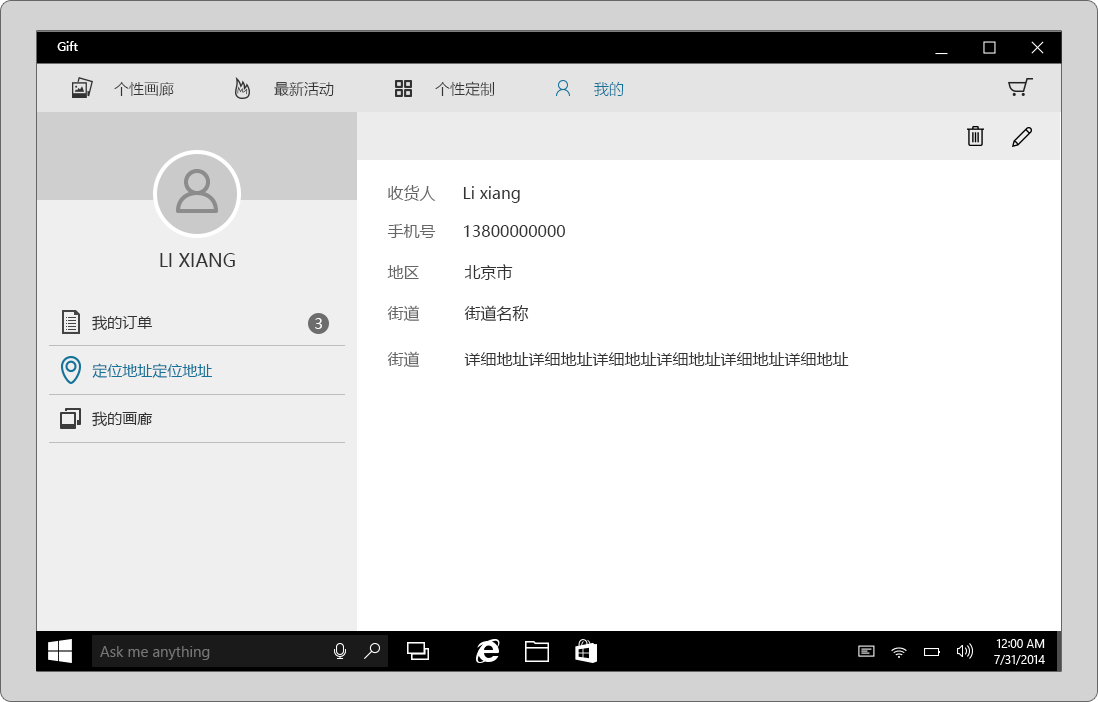 Gift
个性画廊 最新活动 个性定制 我的
LI XIANG
我的订单 3
定位地址定位地址
我的画廊
收货人 Li xiang
手机号 13800000000
地区 北京市
街道 街道名称
街道 详细地址详细地址详细地址详细地址详细地址详细地址
Ask me anything
12:00 AM
7/31/2014